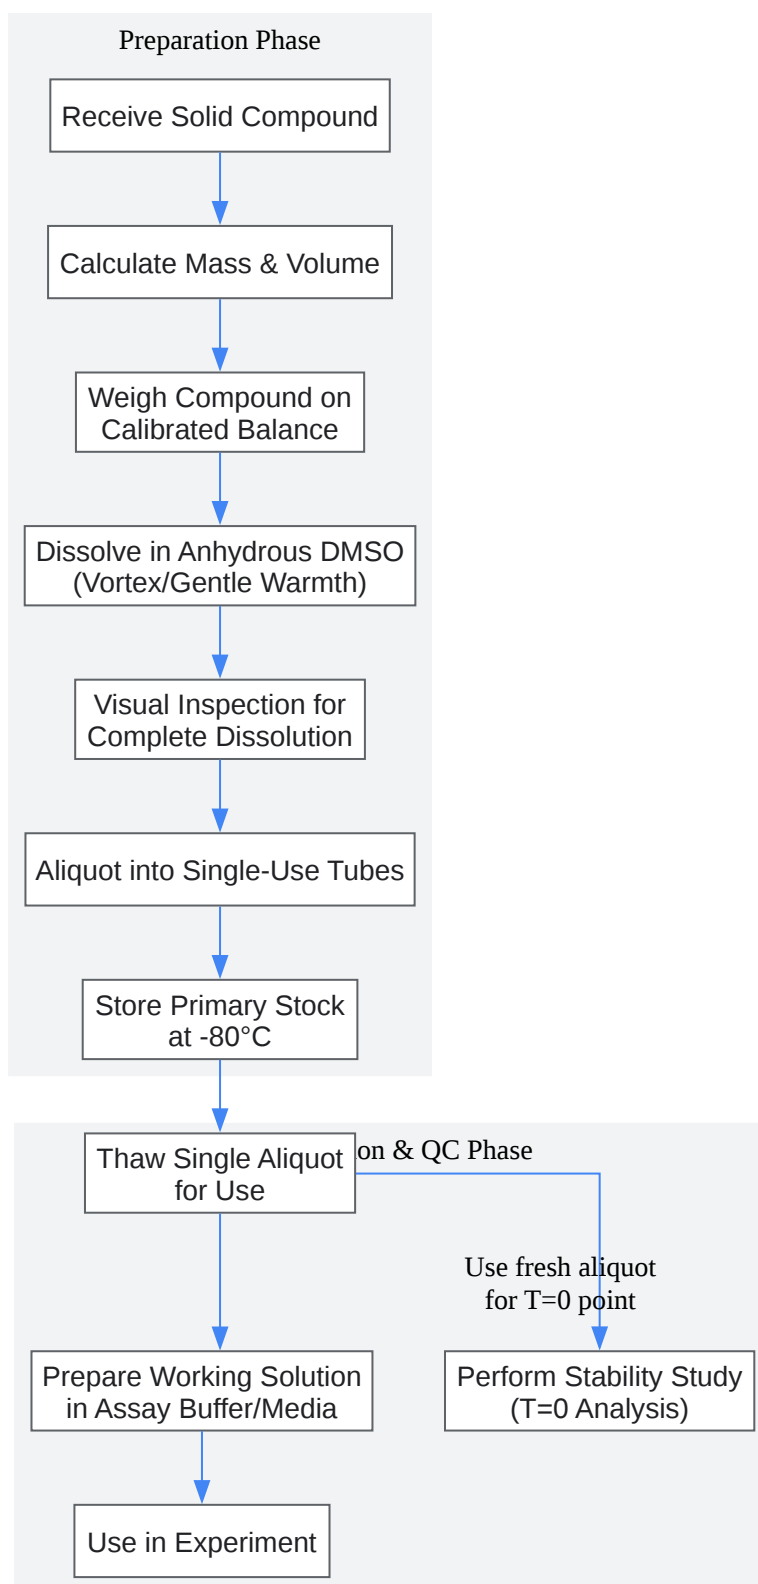 Preparation Phase
Receive Solid Compound
Calculate Mass & Volume
Weigh Compound on
Calibrated Balance
Dissolve in Anhydrous DMSO
(Vortex/Gentle Warmth)
Visual Inspection for
Complete Dissolution
Aliquot into Single-Use Tubes
Store Primary Stock
at -80°C
on & QC Phase
Thaw Single Aliquot
for Use
Use fresh aliquot
for T=0 point
Prepare Working Solution
in Assay Buffer/Media
Perform Stability Study
(T=0 Analysis)
Use in Experiment